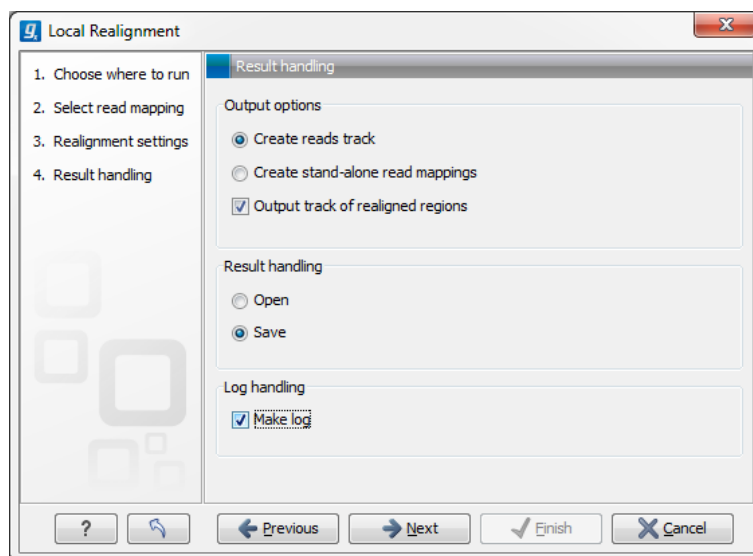 Local Realignment
1. Choose where to run
2. Select read mapping
3. Realignment settings
4. Result handling
Result handling
Output options
Create reads track
Create stand-alone read mappings
Output track of realigned regions
Result handling
Open
Save
Log handling
Make log
?
Previous
Next
Finish
Cancel